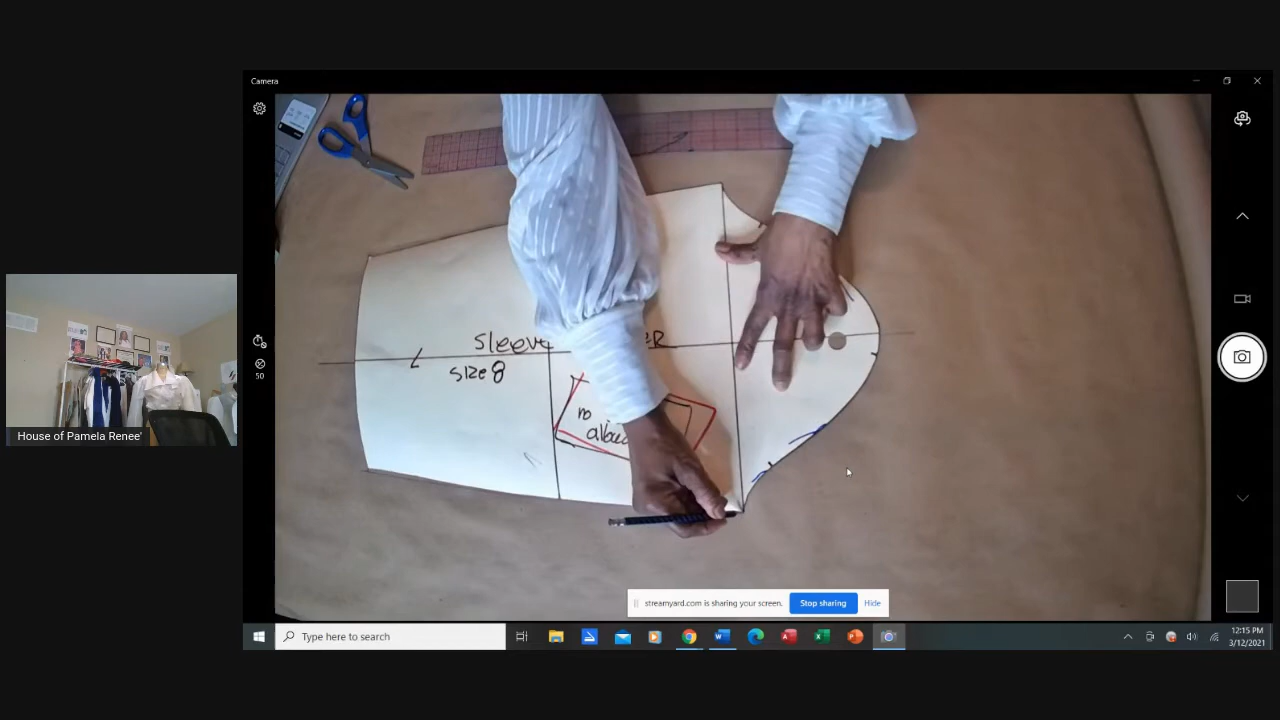 Camera
50
Sleeve
size 8
no
House of Pamela Renee'
streamyard.com is sharing your screen.
Stop sharing
Hide
Type here to search
12:15 PM
3/12/2021